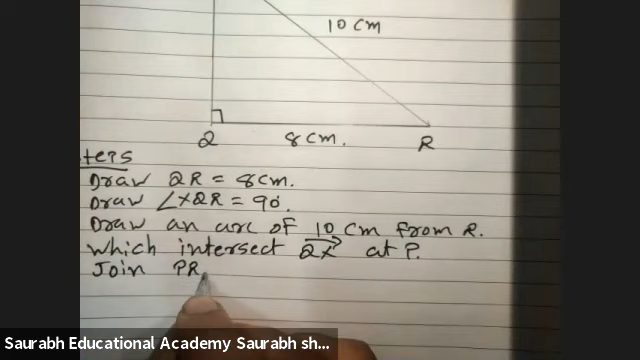 10 cm
Q 8 cm. R
teps
Draw QR = 8cm.
Draw ∠XQR = 90°
Draw an arc of 10 cm from R.
which intersect QX at P.
Join PR
Saurabh Educational Academy Saurabh sh...